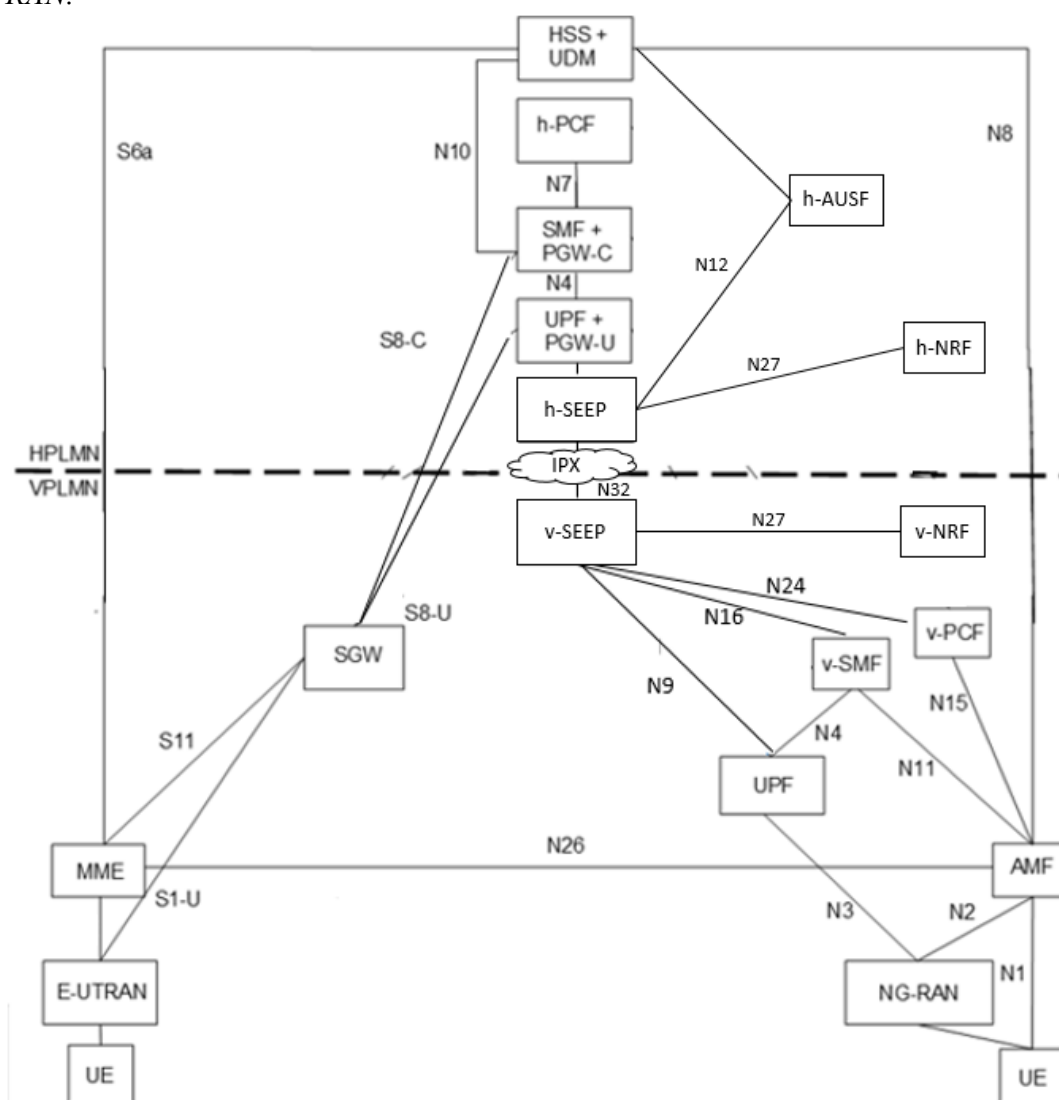 RAN.
HSS +
UDM
S6a
N10
h-PCF
N8
N7
h-AUSF
SMF +
PGW-C
N12
N4
S8-C
UPF +
PGW-U
h-NRF
N27
h-SEEP
HPLMN
IPX
VPLMN
N32
v-SEEP
N27
v-NRF
N24
S8-U
N16
v-PCF
SGW
v-SMF
N9
N15
S11
N4
N11
UPF
N26
MME
AMF
S1-U
N3
N2
E-UTRAN
NG-RAN
N1
UE
UE